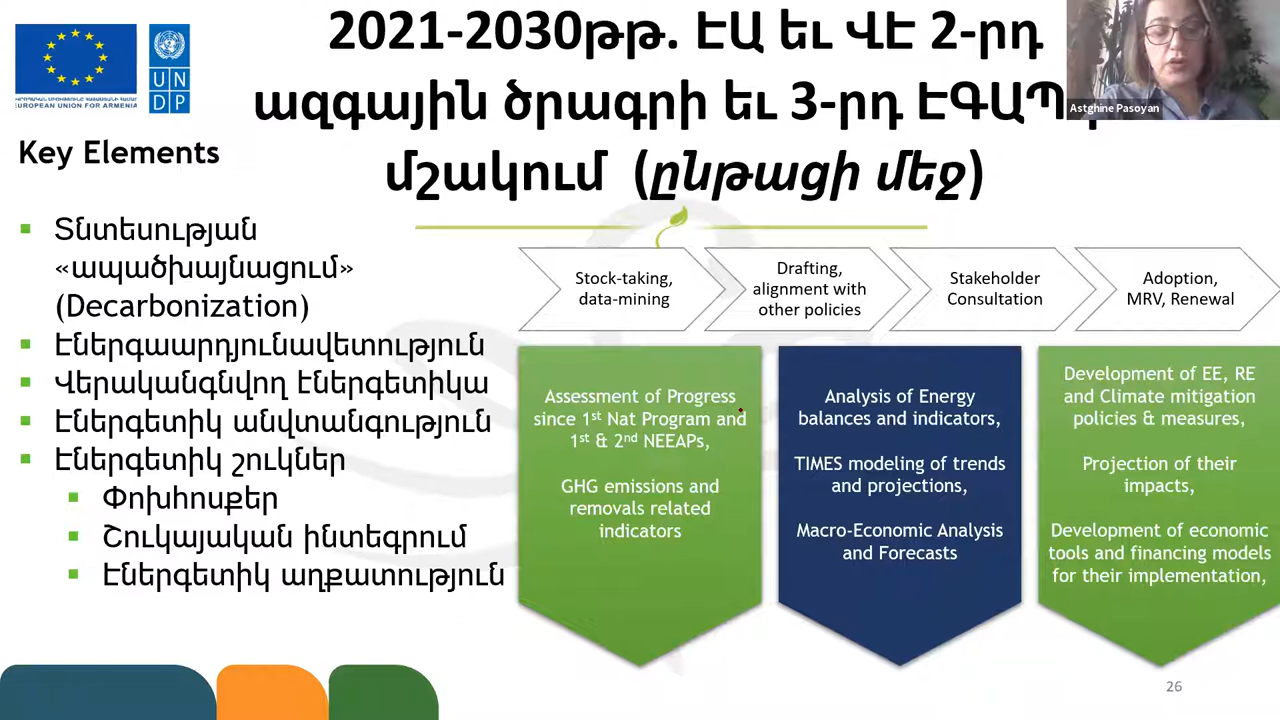 2021-2030թթ. ԷԱ եւ ՎԷ 2-րդ
ազգային ծրագրի եւ 3-րդ ԷԳԱՊ
մշակում (ընթացի մեջ)
EUROPEAN UNION FOR ARMENIA
UN
DP
Astghine Pasoyan
Key Elements
Տնտեսության
«ապածխայնացում»
(Decarbonization)
Էներգաարդյունավետություն
Վերականգնվող էներգետիկա
Էներգետիկ անվտանգություն
Էներգետիկ շուկներ
Փոխհոսքեր
Շուկայական ինտեգրում
Էներգետիկ աղքատություն
Stock-taking,
data-mining
Drafting,
alignment with
other policies
Stakeholder
Consultation
Adoption,
MRV, Renewal
Assessment of Progress
since 1st Nat Program and
1st & 2nd NEEAPs,
GHG emissions and
removals related
indicators
Analysis of Energy
balances and indicators,
TIMES modeling of trends
and projections,
Macro-Economic Analysis
and Forecasts
Development of EE, RE
and Climate mitigation
policies & measures,
Projection of their
impacts,
Development of economic
tools and financing models
for their implementation,
26